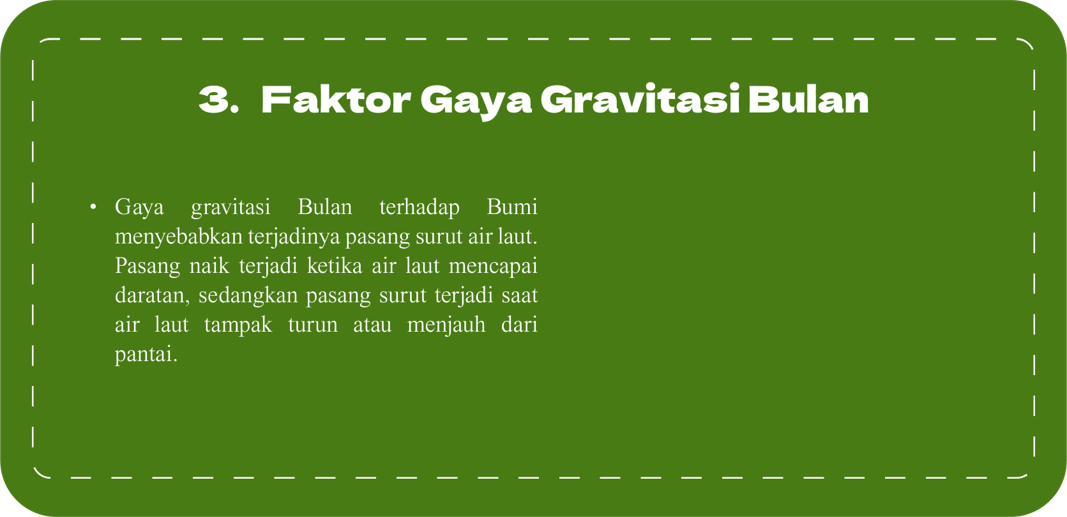 3. Faktor Gaya Gravitasi Bulan
• Gaya gravitasi Bulan terhadap Bumi
menyebabkan terjadinya pasang surut air laut.
Pasang naik terjadi ketika air laut mencapai
daratan, sedangkan pasang surut terjadi saat
air laut tampak turun atau menjauh dari
pantai.